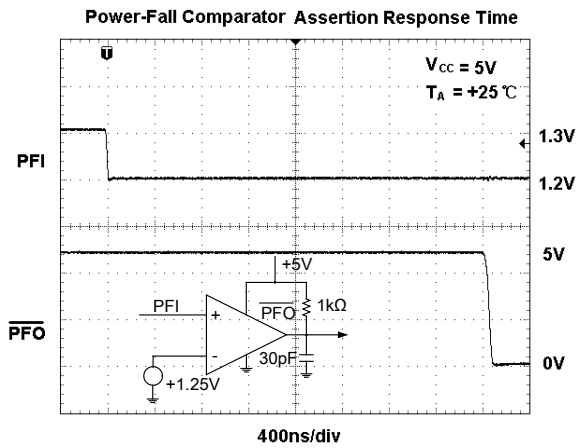 Power-Fall Comparator Assertion Response Time
T
VCC = 5V
TA = +25℃
PFI
1.3V
1.2V
5V
+5V
PFI
+
PFO
1kΩ
PFO
-
30pF
0V
+1.25V
400ns/div